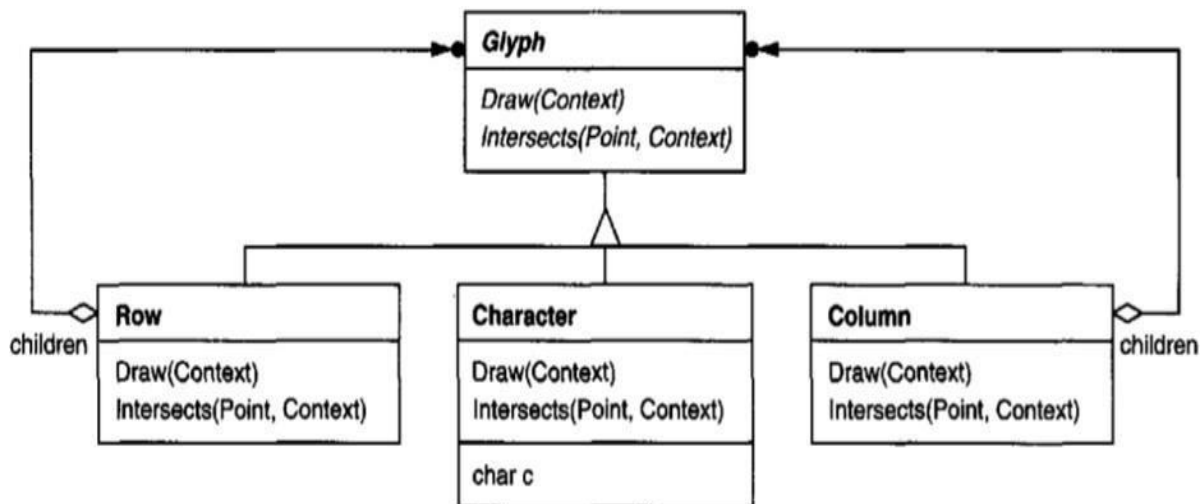 Glyph
Draw(Context)
Intersects(Point, Context)
Row
Draw(Context)
Intersects(Point, Context)
children
Character
Draw(Context)
Intersects(Point, Context)
char c
Column
Draw(Context)
Intersects(Point, Context)
children